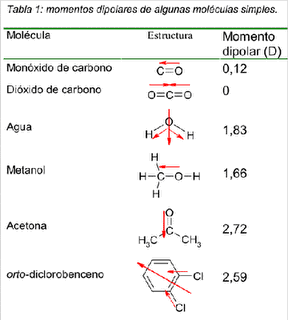 Tabla 1: momentos dipolares de algunas moléculas simples.
Molécula Estructura Momento dipolar (D)
Monóxido de carbono C=O 0,12
Dióxido de carbono O=C=O 0
Agua H O H 1,83
Metanol H H-C-O-H H 1,66
Acetona O H₃C C CH₃ 2,72
orto-diclorobenceno Cl Cl 2,59